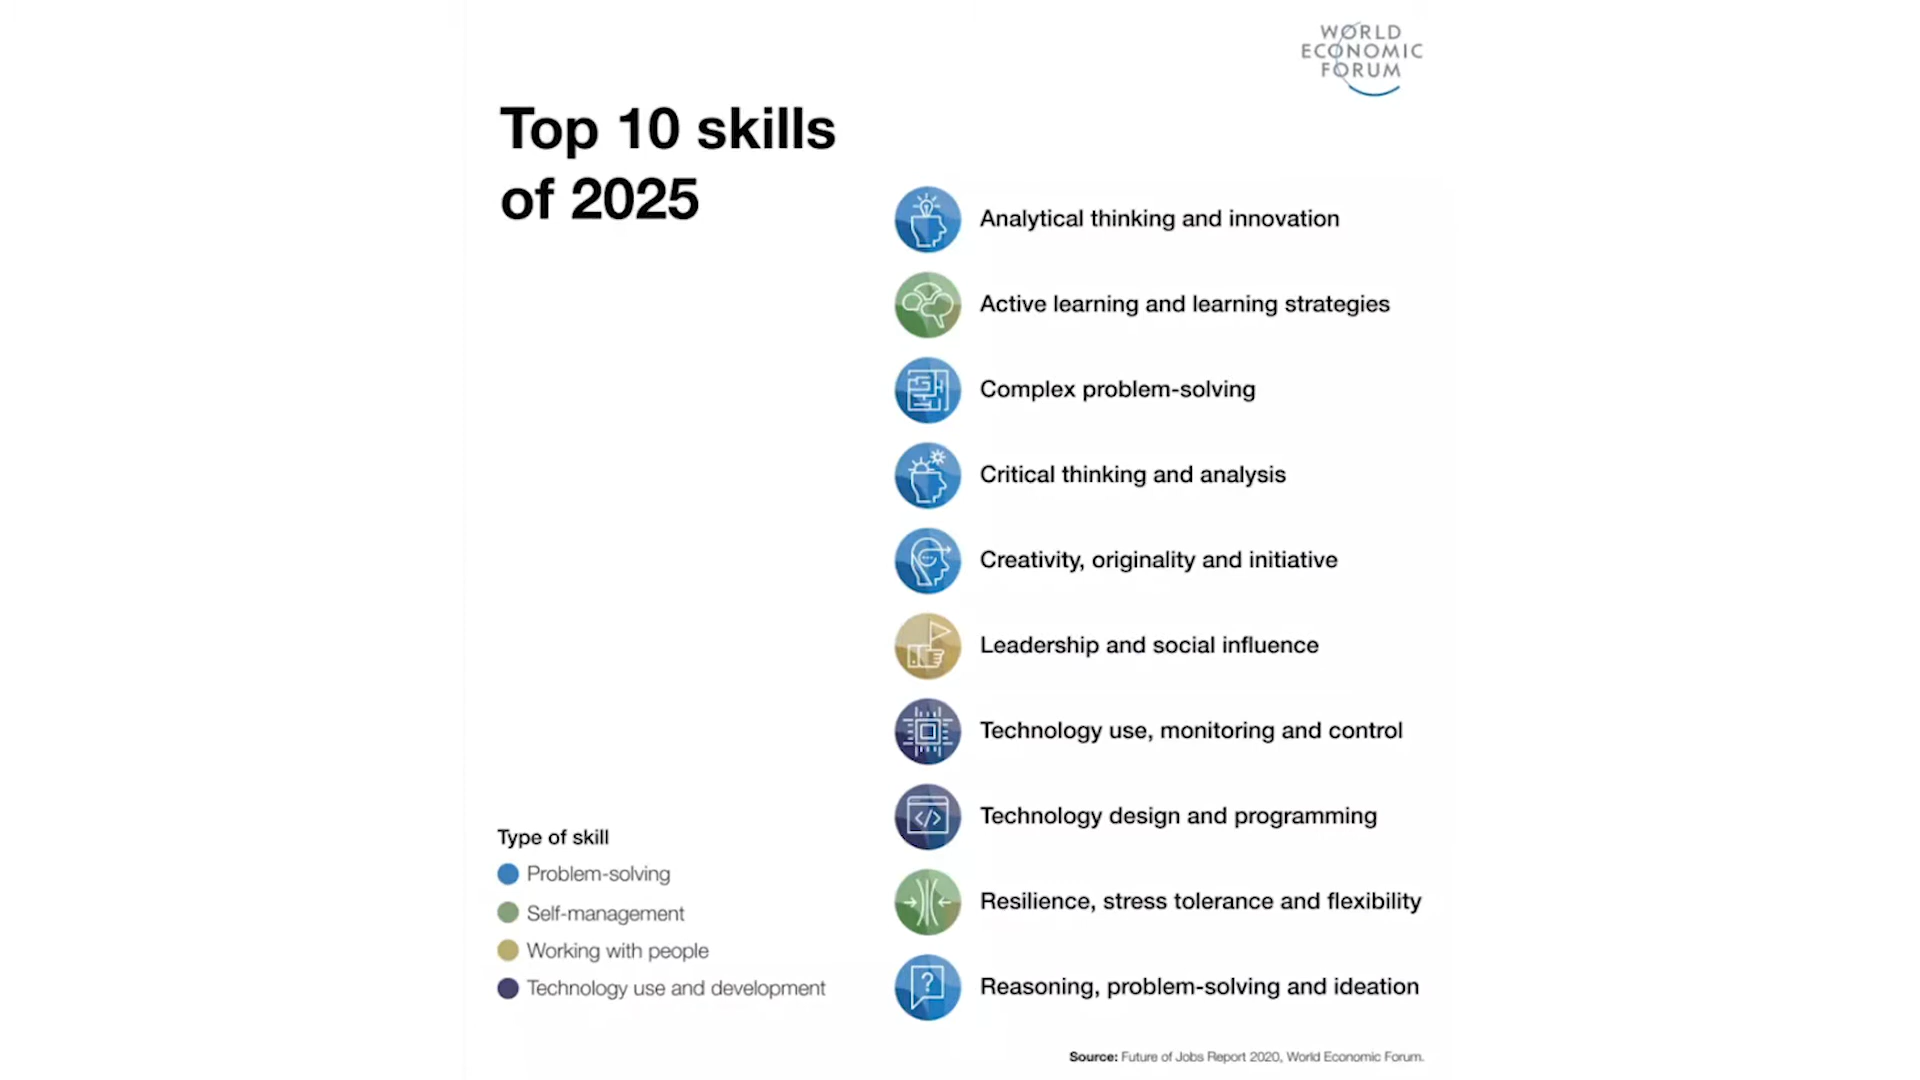 WORLD
ECONOMIC
FORUM
Top 10 skills
of 2025
Analytical thinking and innovation
Active learning and learning strategies
Complex problem-solving
Critical thinking and analysis
Creativity, originality and initiative
Leadership and social influence
Technology use, monitoring and control
Technology design and programming
Resilience, stress tolerance and flexibility
Reasoning, problem-solving and ideation
Type of skill
Problem-solving
Self-management
Working with people
Technology use and development
Source: Future of Jobs Report 2020, World Economic Forum.